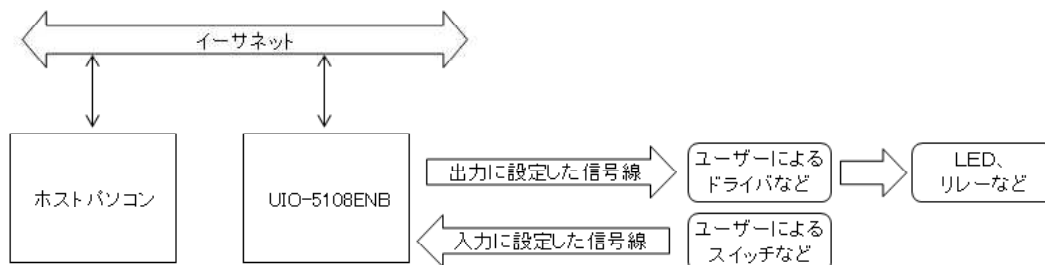 イーサネット
ホストパソコン
UIO-5108ENB
出力に設定した信号線
ユーザーによる
ドライバなど
LED、
リレーなど
入力に設定した信号線
ユーザーによる
スイッチなど